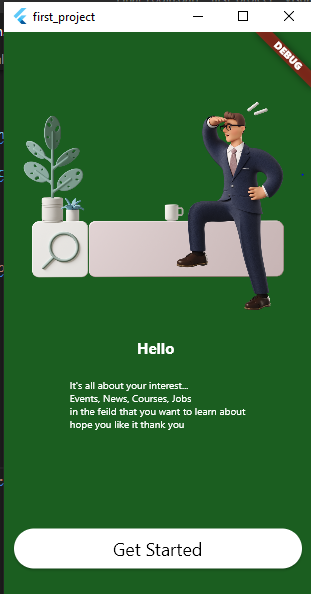 first_project
DEBUG
Hello
It's all about your interest...
Events, News, Courses, Jobs
in the feild that you want to learn about
hope you like it thank you
Get Started